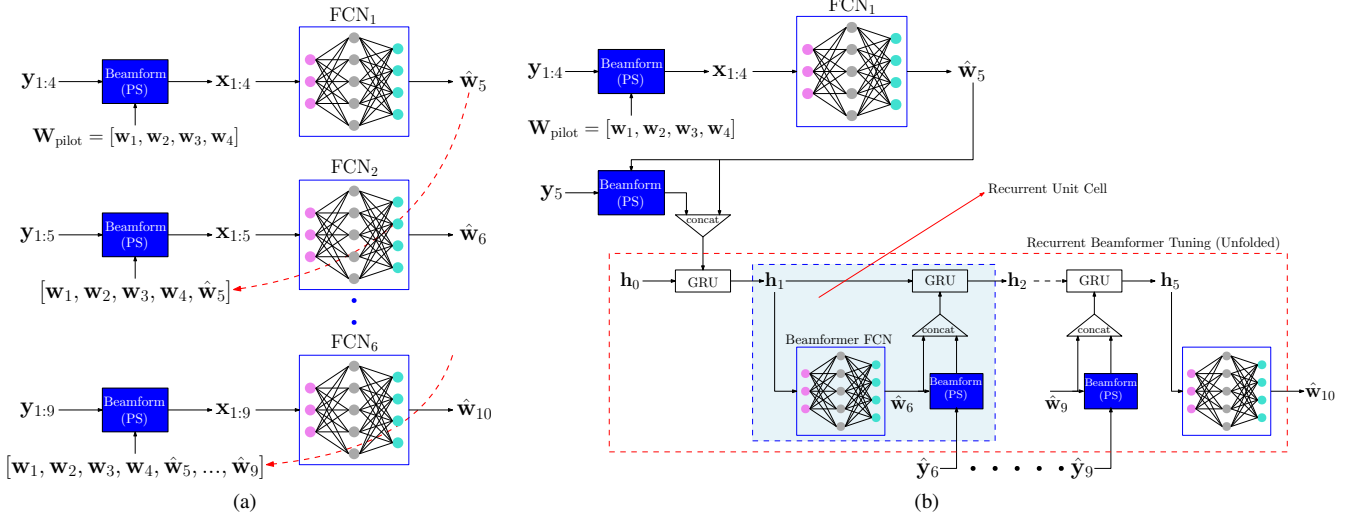 FCN₁
y₁:₄
Beamform
(PS)
x₁:₄
ŵ₅
W_pilot = [w₁, w₂, w₃, w₄]
FCN₂
y₁:₅
Beamform
(PS)
x₁:₅
ŵ₆
[w₁, w₂, w₃, w₄, ŵ₅]
FCN₆
y₁:₉
Beamform
(PS)
x₁:₉
ŵ₁₀
[w₁, w₂, w₃, w₄, ŵ₅, ..., ŵ₉]
(a)
FCN₁
y₁:₄
Beamform
(PS)
x₁:₄
ŵ₅
W_pilot = [w₁, w₂, w₃, w₄]
y₅
Beamform
(PS)
concat
Recurrent Unit Cell
Recurrent Beamformer Tuning (Unfolded)
h₀
GRU
h₁
GRU
h₂
GRU
h₅
concat
concat
Beamformer FCN
ŵ₆
Beamform
(PS)
ŵ₉
Beamform
(PS)
ŵ₁₀
ŷ₆
ŷ₉
(b)